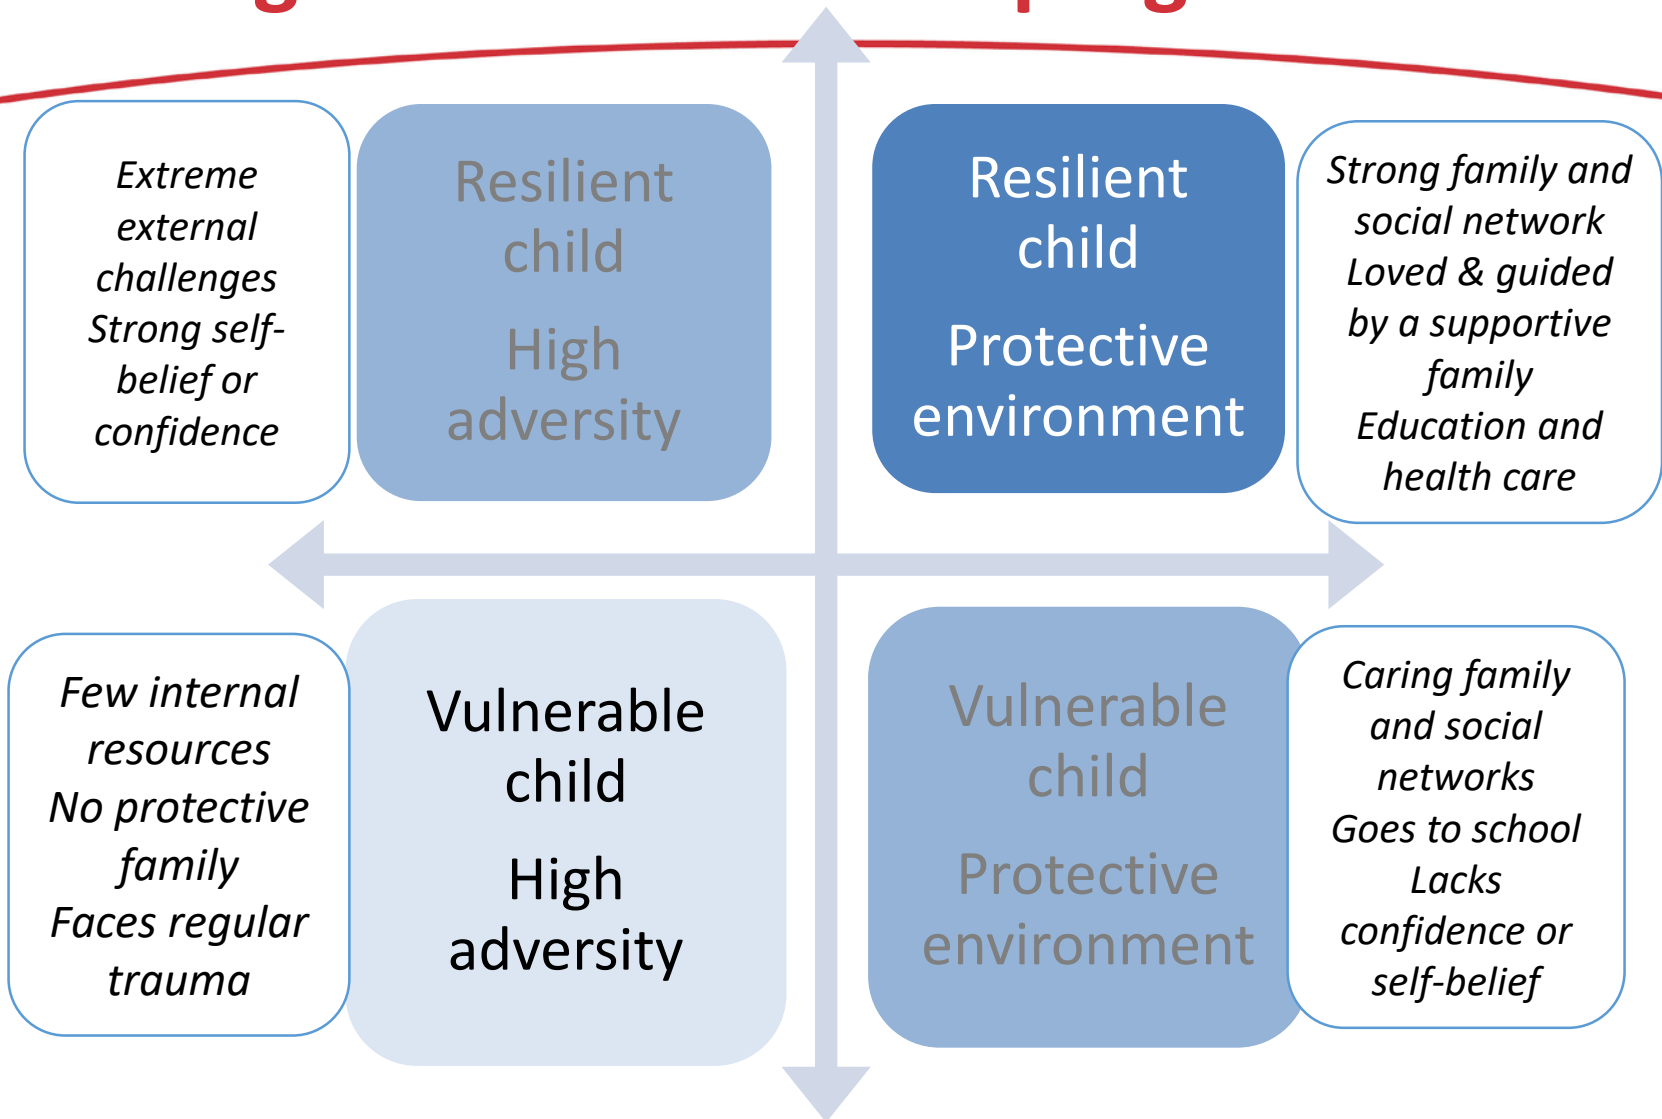 Extreme
external
challenges
Strong self-
belief or
confidence
Resilient
child
High
adversity
Resilient
child
Protective
environment
Strong family and
social network
Loved & guided
by a supportive
family
Education and
health care
Few internal
resources
No protective
family
Faces regular
trauma
Vulnerable
child
High
adversity
Vulnerable
child
Protective
environment
Caring family
and social
networks
Goes to school
Lacks
confidence or
self-belief